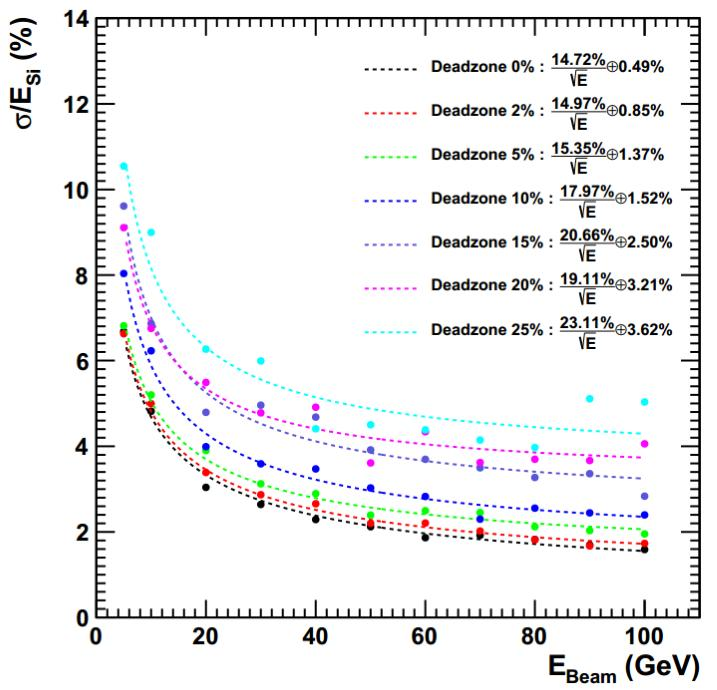 σ/E_Si (%)
14
12
10
8
6
4
2
0
Deadzone 0% : 14.72%/√E ⊕0.49%
Deadzone 2% : 14.97%/√E ⊕0.85%
Deadzone 5% : 15.35%/√E ⊕1.37%
Deadzone 10% : 17.97%/√E ⊕1.52%
Deadzone 15% : 20.66%/√E ⊕2.50%
Deadzone 20% : 19.11%/√E ⊕3.21%
Deadzone 25% : 23.11%/√E ⊕3.62%
0 20 40 60 80 100
E_Beam (GeV)